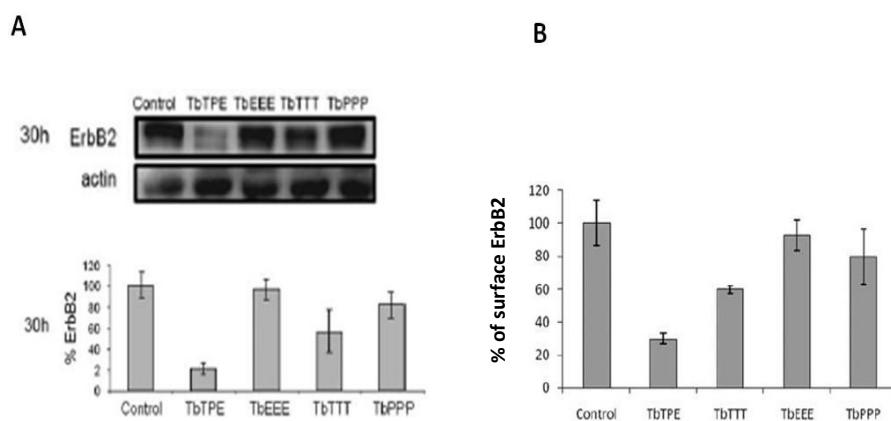 A
Control TbTPE TbEEE TbTTT TbPPP
30h ErbB2
actin
30h
% ErbB2
120
100
80
60
40
2
0
Control TbTPE TbEEE TbTTT TbPPP
B
% of surface ErbB2
120
100
80
60
40
20
0
Control TbTPE TbTTT TbEEE TbPPP